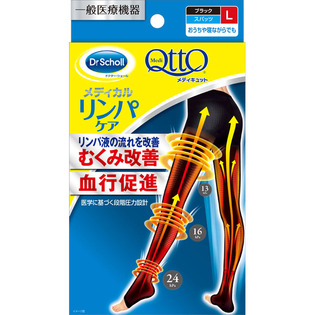 一般医療機器
ブラック
スパッツ
L
おうちや寝ながらでも
Dr.Scholl
Medi QttO
メディキュット
メディカル
リンパ
ケア
リンパ液の流れを改善
むくみ改善
血行促進
医学に基づく段階圧力設計
13
hPa
16
hPa
24
hPa